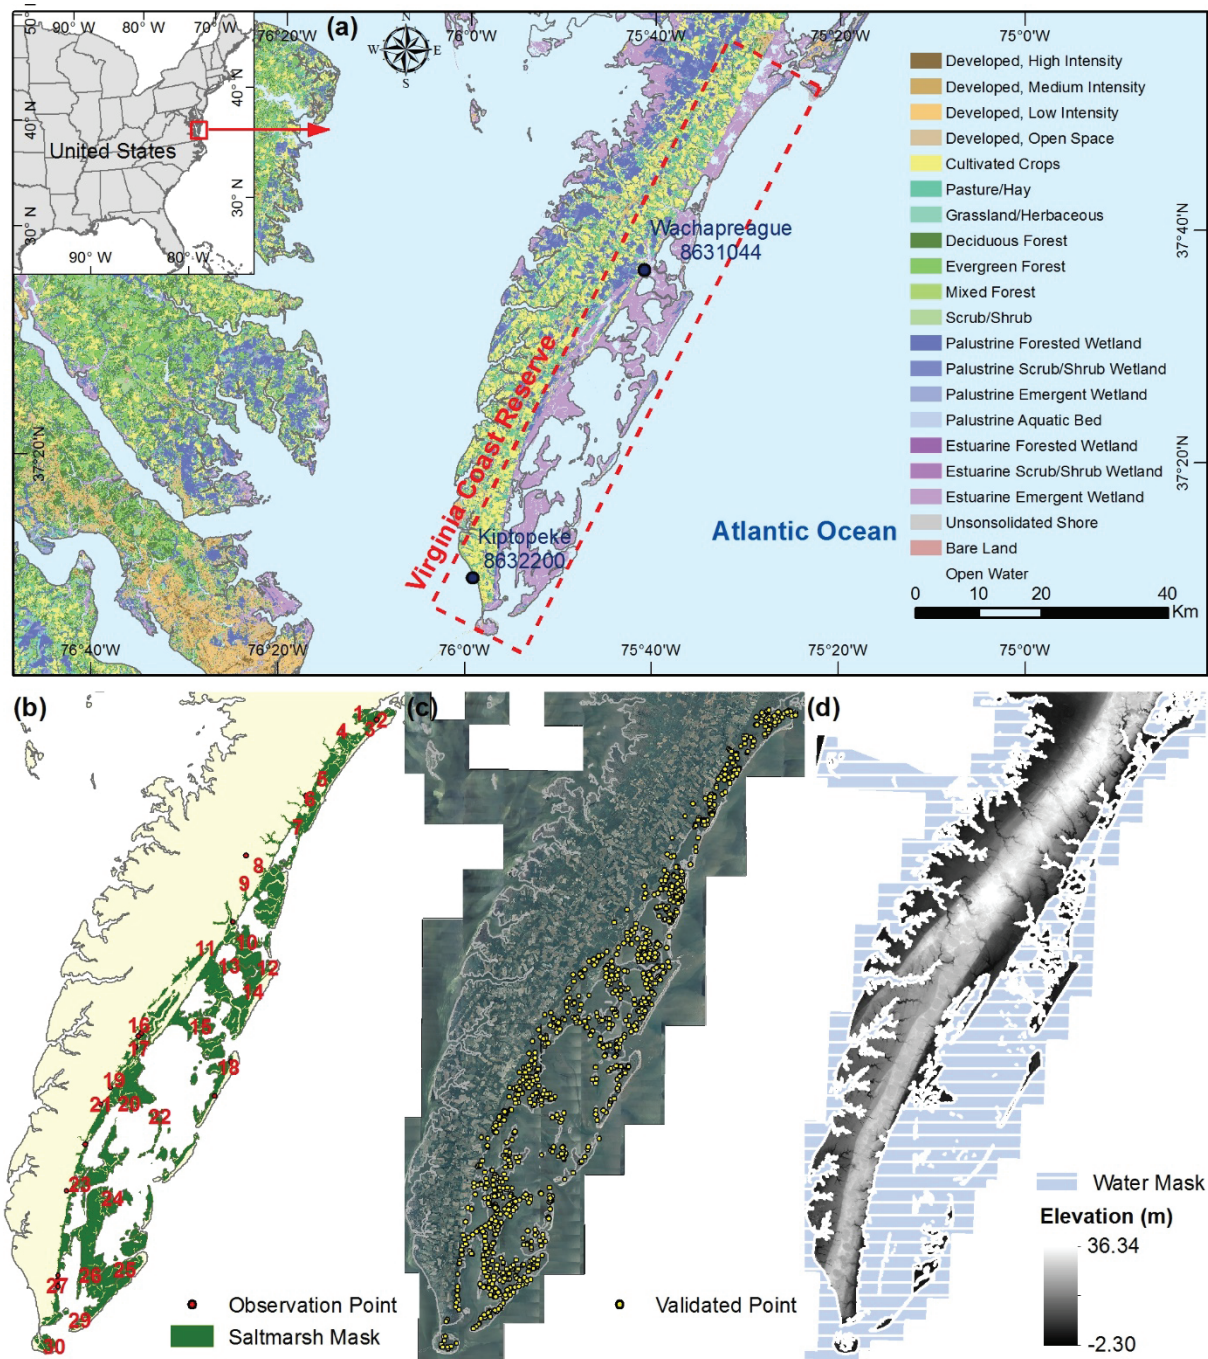 90° W 80° W 70° W
50° N
40° N
30° N
40° N
30° N
United States
90° W 80° W
(a)
N
W E
S
76°20'W 76°0'W 75°40'W 75°20'W 75°0'W
37°40'N
37°20'N
37°20'N
Wachapreague
8631044
Virginia Coast Reserve
Kiptopeke
8632200
Atlantic Ocean
Developed, High Intensity
Developed, Medium Intensity
Developed, Low Intensity
Developed, Open Space
Cultivated Crops
Pasture/Hay
Grassland/Herbaceous
Deciduous Forest
Evergreen Forest
Mixed Forest
Scrub/Shrub
Palustrine Forested Wetland
Palustrine Scrub/Shrub Wetland
Palustrine Emergent Wetland
Palustrine Aquatic Bed
Estuarine Forested Wetland
Estuarine Scrub/Shrub Wetland
Estuarine Emergent Wetland
Unsonsolidated Shore
Bare Land
Open Water
0 10 20 40
Km
76°40'W 76°20'W 76°0'W 75°40'W 75°20'W 75°0'W
(b)
1
2
3
4
5
6
7
8
9
10
11
12
13
14
15
16
17
18
19
20
21
22
23
24
25
26
27
29
30
Observation Point
Saltmarsh Mask
(c)
Validated Point
(d)
Water Mask
Elevation (m)
36.34
-2.30